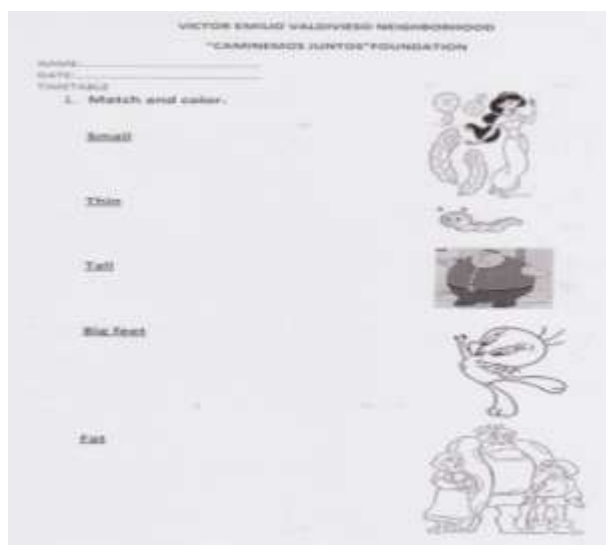 VICTOR EMILIO VALDIVIESO NEIGHBORHOOD
"CAMINEMOS JUNTOS"FOUNDATION
NAME:
DATE:
TIMETABLE
1. Match and color.
Small
Thin
Tall
Big feet
Fat